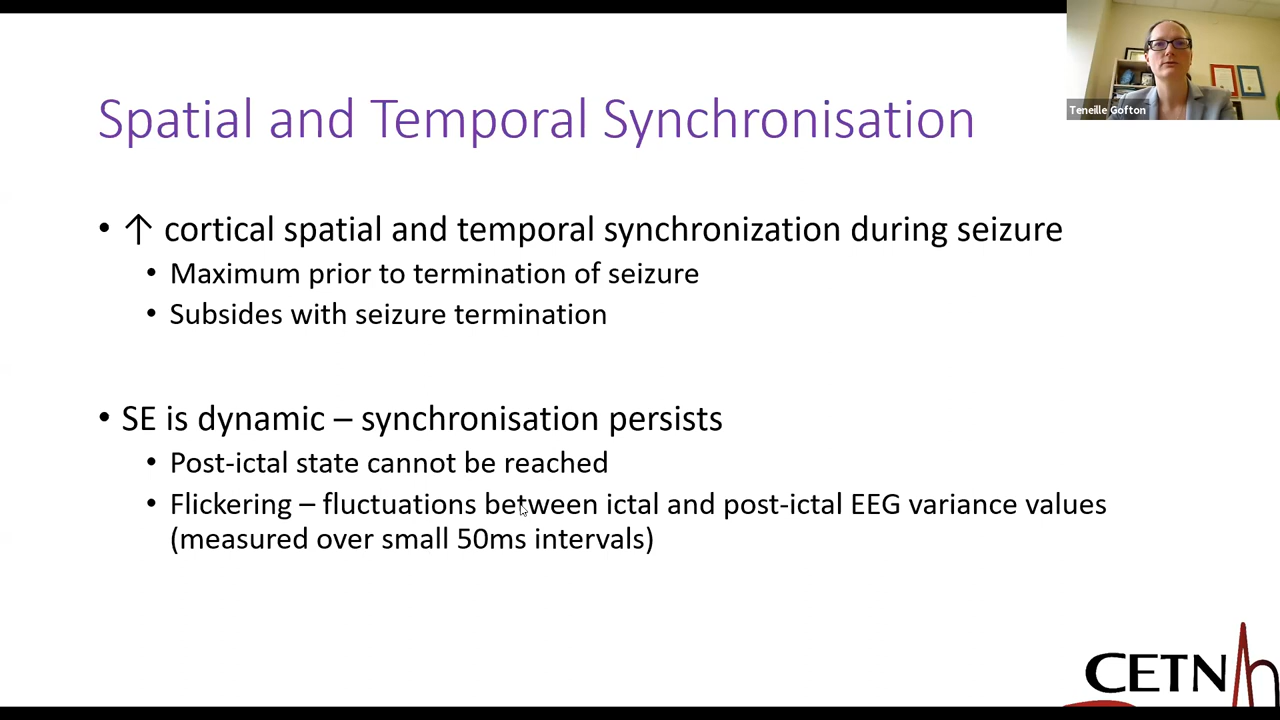 Teneille Gofton
Spatial and Temporal Synchronisation
• ↑ cortical spatial and temporal synchronization during seizure
• Maximum prior to termination of seizure
• Subsides with seizure termination
• SE is dynamic – synchronisation persists
• Post-ictal state cannot be reached
• Flickering – fluctuations between ictal and post-ictal EEG variance values
(measured over small 50ms intervals)
CETN